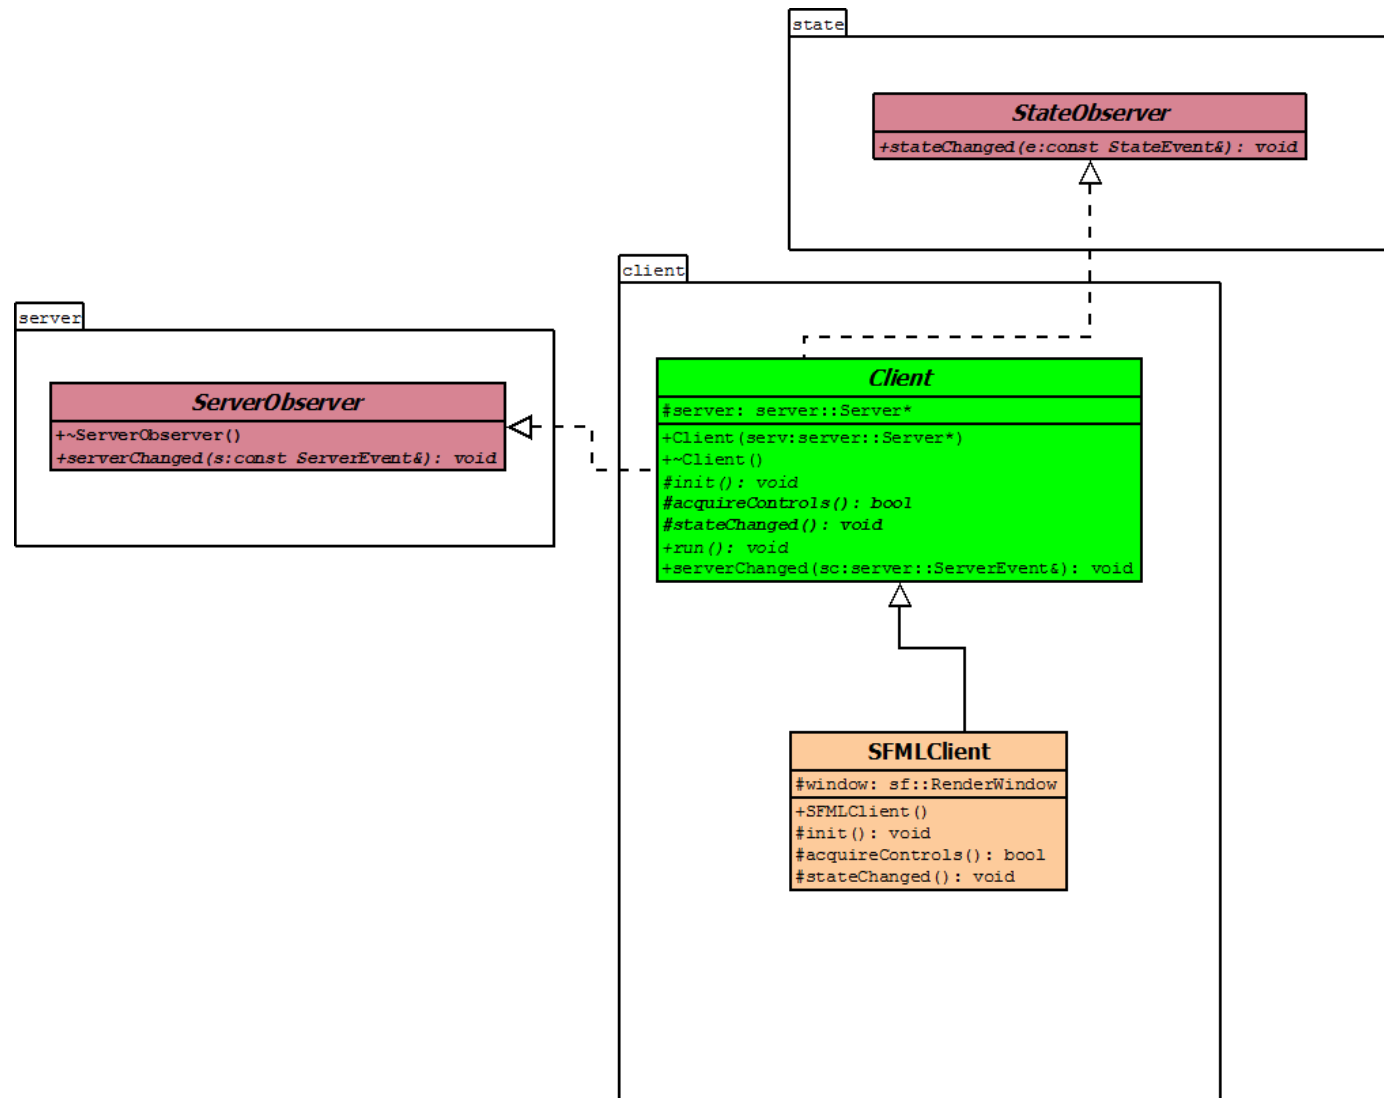 state
StateObserver
+stateChanged(e:const StateEvent&): void
client
server
ServerObserver
+~ServerObserver()
+serverChanged(s:const ServerEvent&): void
Client
#server: server::Server*
+Client(serv:server::Server*)
+~Client()
#init(): void
#acquireControls(): bool
#stateChanged(): void
+run(): void
+serverChanged(sc:server::ServerEvent&): void
SFMLClient
#window: sf::RenderWindow
+SFMLClient()
#init(): void
#acquireControls(): bool
#stateChanged(): void